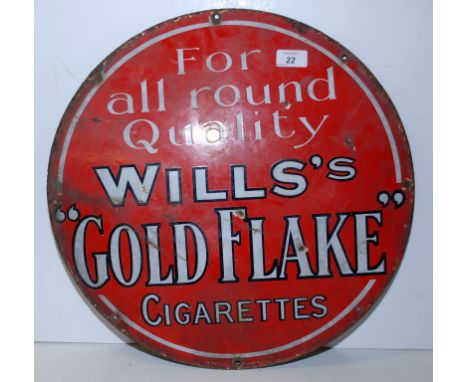 For
22
all round
Quality
WILLS'S
"GOLD FLAKE"
CIGARETTES